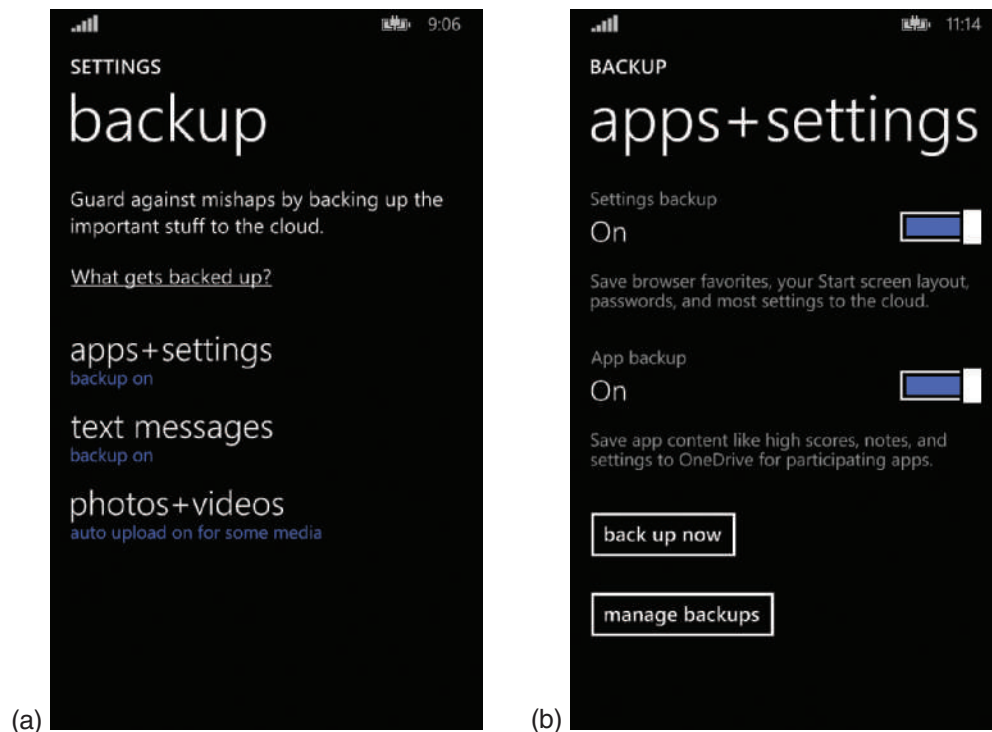 9:06
SETTINGS
backup
Guard against mishaps by backing up the
important stuff to the cloud.
What gets backed up?
apps+settings
backup on
text messages
backup on
photos+videos
auto upload on for some media
(a)
11:14
BACKUP
apps+settings
Settings backup
On
Save browser favorites, your Start screen layout,
passwords, and most settings to the cloud.
App backup
On
Save app content like high scores, notes, and
settings to OneDrive for participating apps.
back up now
manage backups
(b)